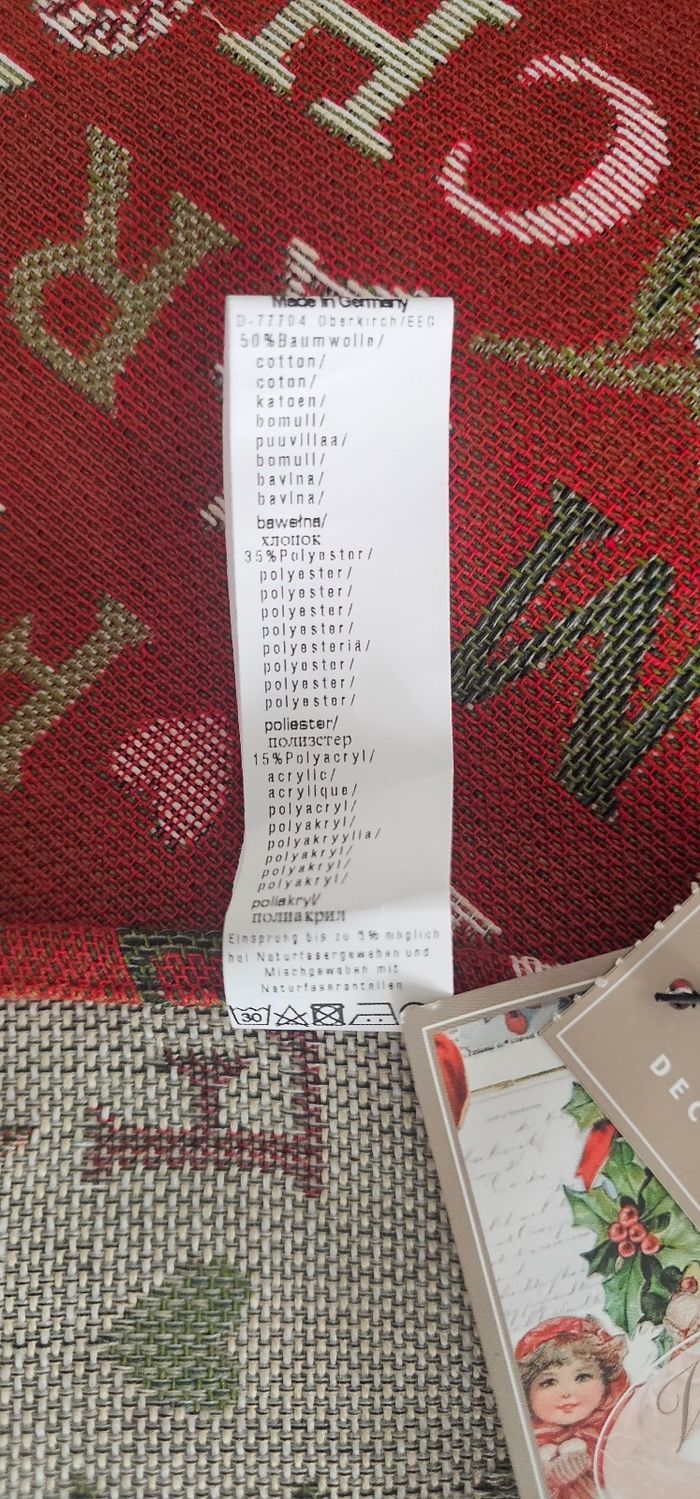 Made in Germany
D-77704 Oberkirch/EEC
50%Baumwolle/
cotton/
coton/
katoen/
bomull/
puuvillaa/
bomull/
bavlna/
bavlna/
bawełna/
хлопок
35%Polyester/
polyester/
polyester/
polyester/
polyester/
polyesteriä/
polyester/
polyester/
polyester/
poliester/
полиэстер
15%Polyacryl/
acrylic/
acrylique/
polyacryl/
polyakryl/
polyakryylia/
polyakryl/
polyakryl/
polyakryl/
poliakryl/
полиакрил
Einsprung bis zu 5% möglich
bei Naturfasergeweben und
Mischgeweben mit
Naturfaseranteilen
30
DEC